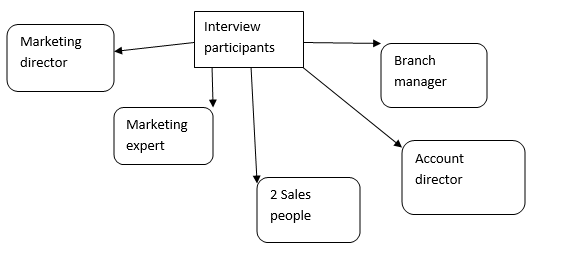 Interview
participants
Marketing
director
Branch
manager
Marketing
expert
Account
director
2 Sales
people